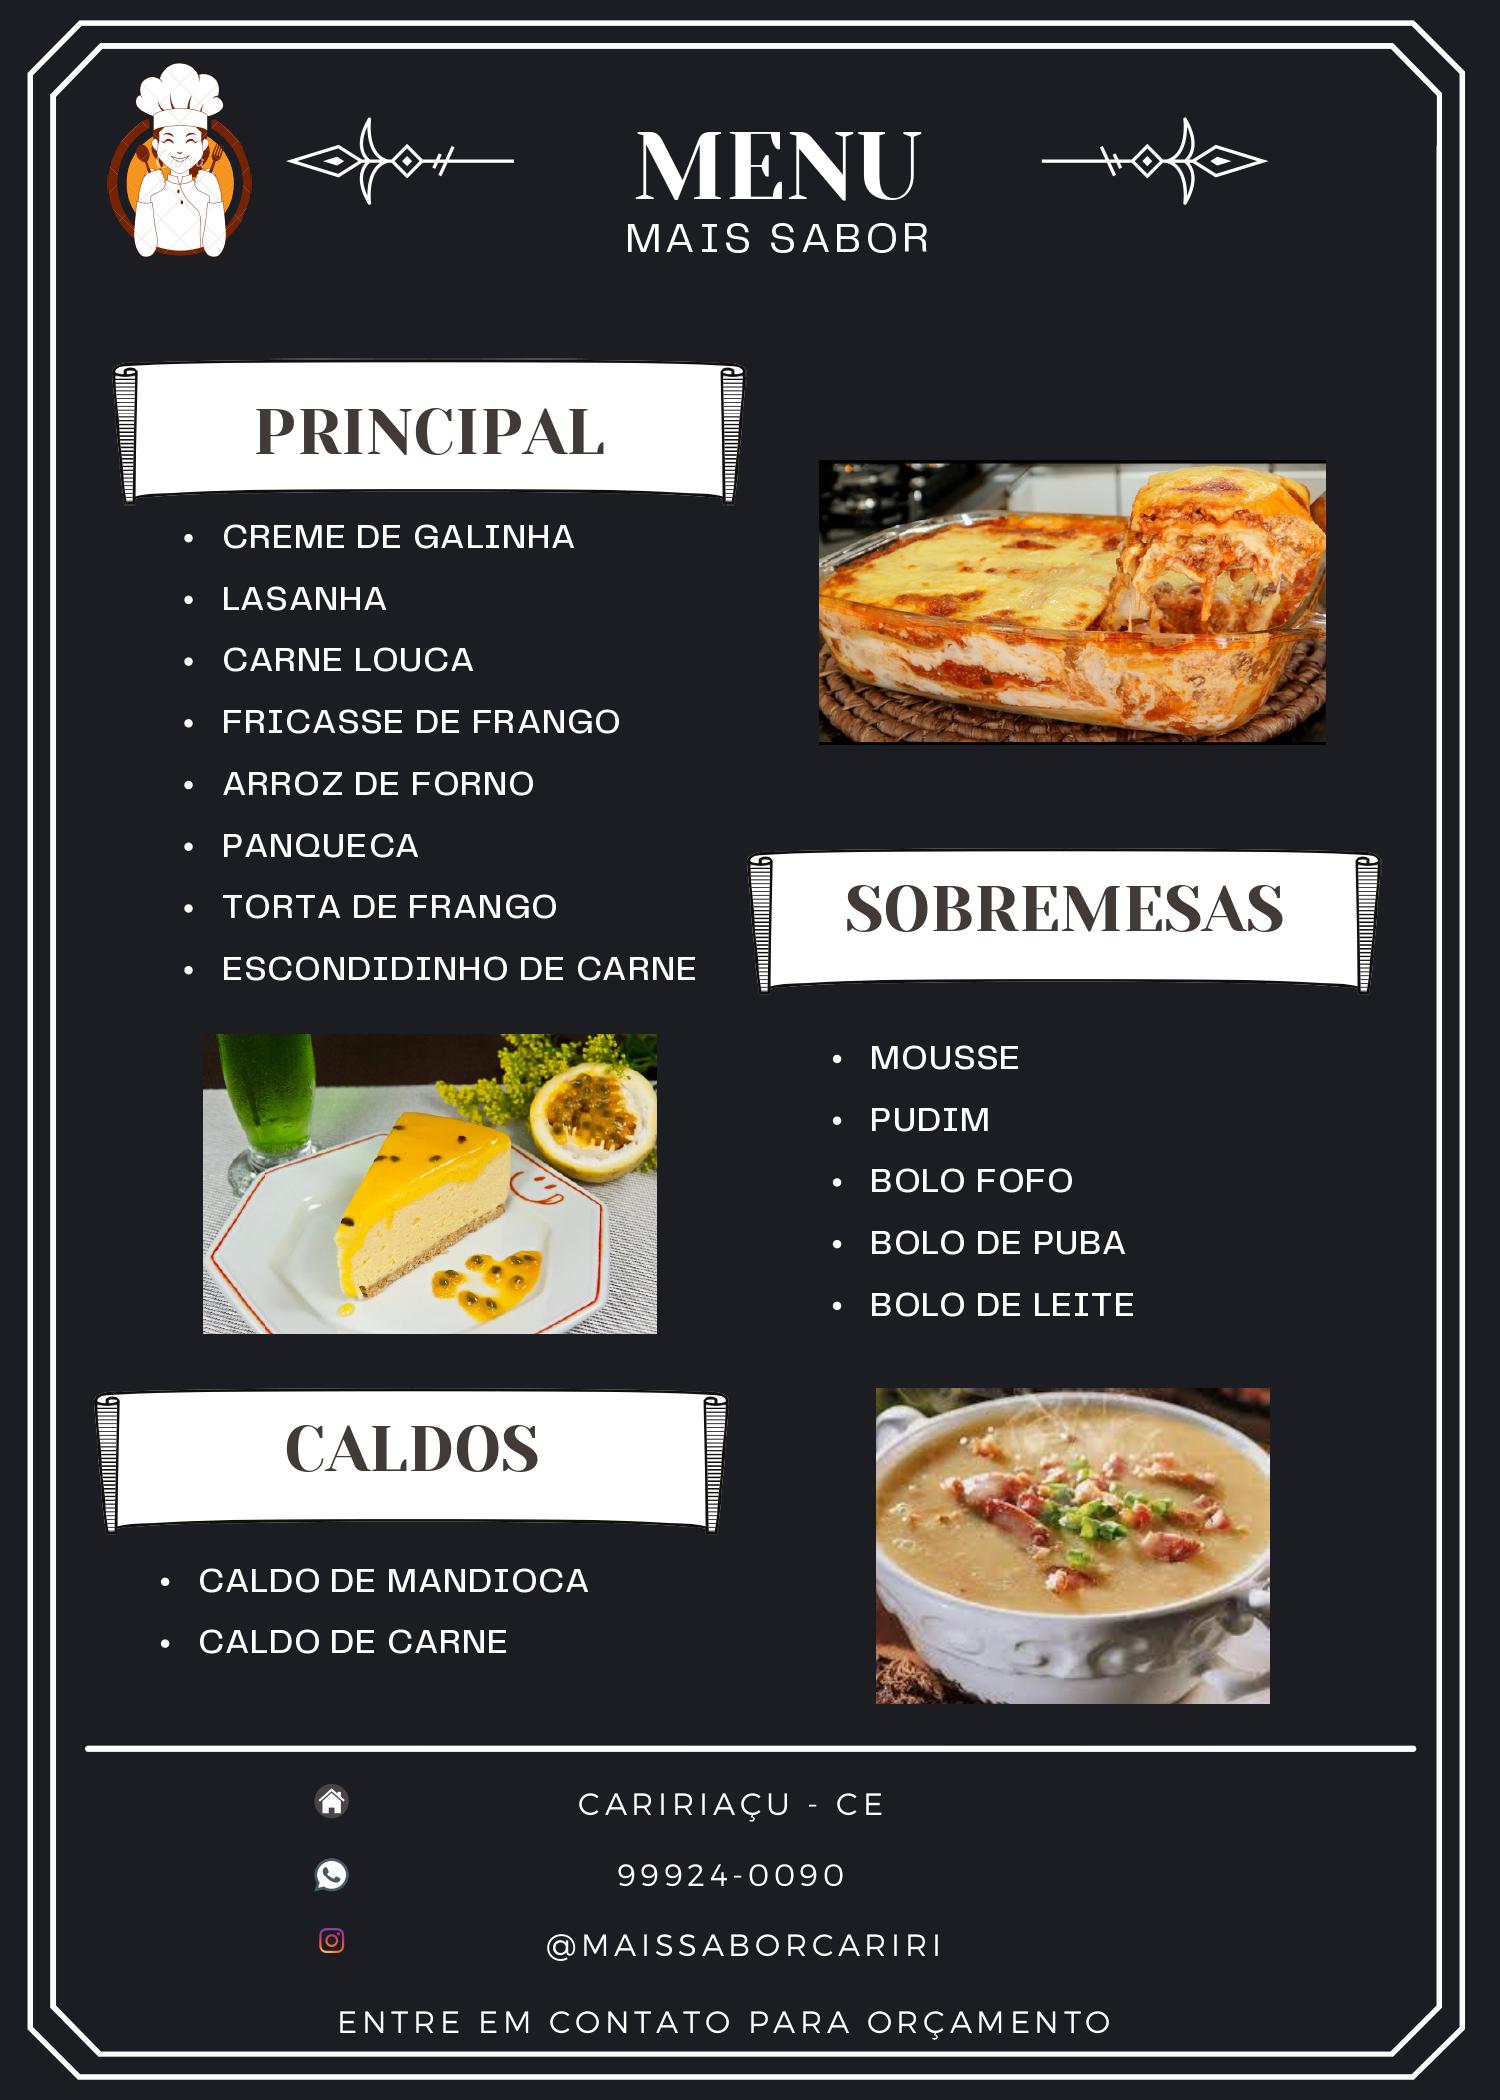 MENU
MAIS SABOR
PRINCIPAL
• CREME DE GALINHA
• LASANHA
• CARNE LOUCA
• FRICASSE DE FRANGO
• ARROZ DE FORNO
• PANQUECA
• TORTA DE FRANGO
• ESCONDIDINHO DE CARNE
SOBREMESAS
• MOUSSE
• PUDIM
• BOLO FOFO
• BOLO DE PUBA
• BOLO DE LEITE
CALDOS
• CALDO DE MANDIOCA
• CALDO DE CARNE
CARIRIAÇU - CE
99924-0090
@MAISSABORCARIRI
ENTRE EM CONTATO PARA ORÇAMENTO